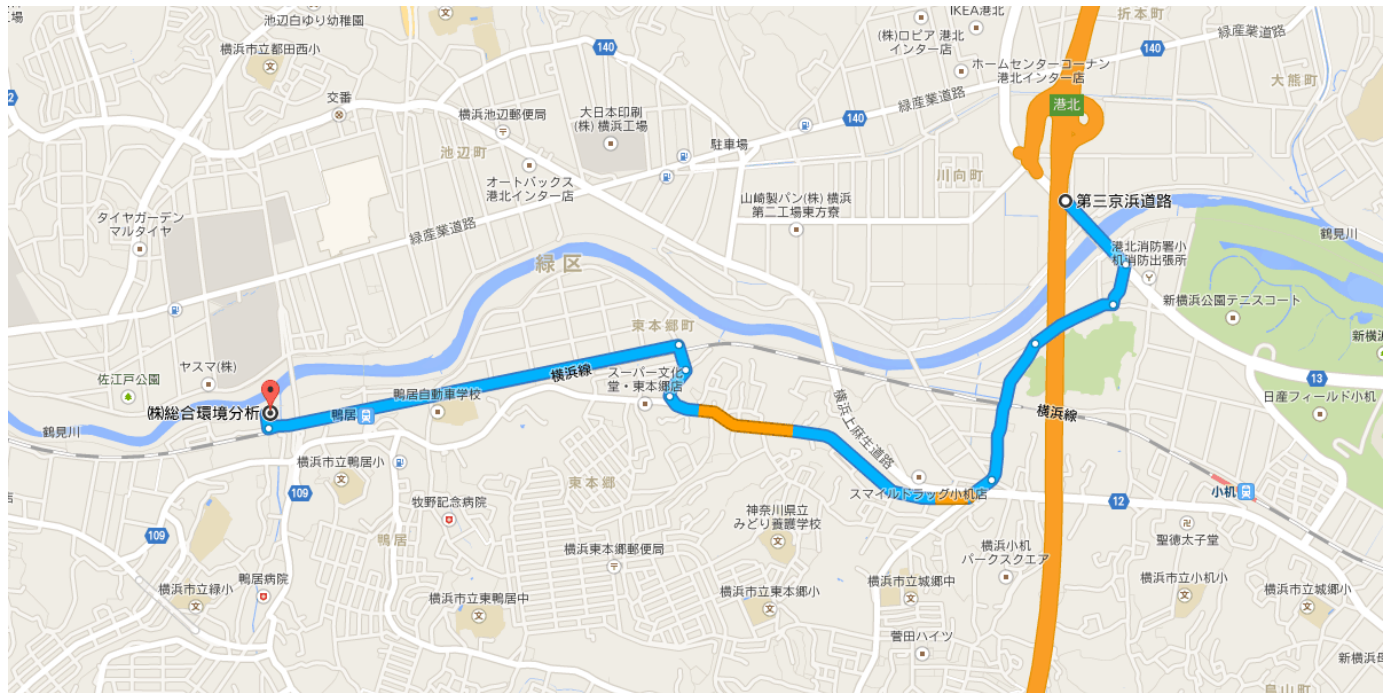 工場
池辺白ゆり幼稚園
横浜市立都田西小
交番
横浜池辺郵便局
大日本印刷
(株) 横浜工場
池辺町
オートバックス
港北インター店
タイヤガーデン
マルタイヤ
緑産業道路
140
140
140
緑産業道路
緑産業道路
駐車場
IKEA港北
(株)ロピア 港北
インター店
ホームセンターコーナン
港北インター店
折本町
大熊町
港北
川向町
山崎製パン(株) 横浜
第二工場東方寮
第三京浜道路
港北消防署小
机消防出張所
鶴見川
新横浜公園テニスコート
新横浜
13
日産フィールド小机
緑区
東本郷町
横浜線
スーパー文化
堂・東本郷店
鴨居自動車学校
鴨居
ヤスマ(株)
佐江戸公園
㈱総合環境分析
鶴見川
横浜市立鴨居小
109
109
牧野記念病院
鴨居
鴨居病院
横浜市立緑小
横浜市立東鴨居中
東本郷
横浜東本郷郵便局
神奈川県立
みどり養護学校
横浜市立東本郷小
横浜上麻生道路
スマイルドラッグ小机店
横浜線
12
小机
聖徳太子堂
横浜小机
パークスクエア
横浜市立城郷中
菅田ハイツ
横浜市立小机小
横浜市立城郷小
新横浜
鳥山町